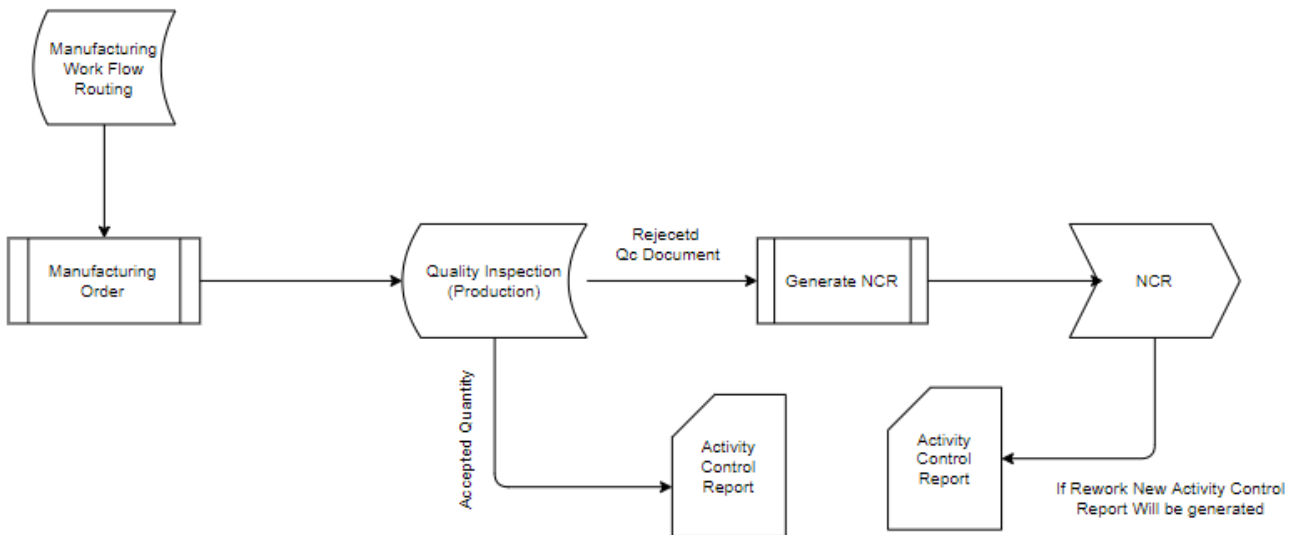 Manufacturing
Work Flow
Routing
Manufacturing
Order
Quality Inspection
(Production)
Rejecetd
Qc Document
Generate NCR
NCR
Accepted Quantity
Activity
Control
Report
Activity
Control
Report
If Rework New Activity Control
Report Will be generated